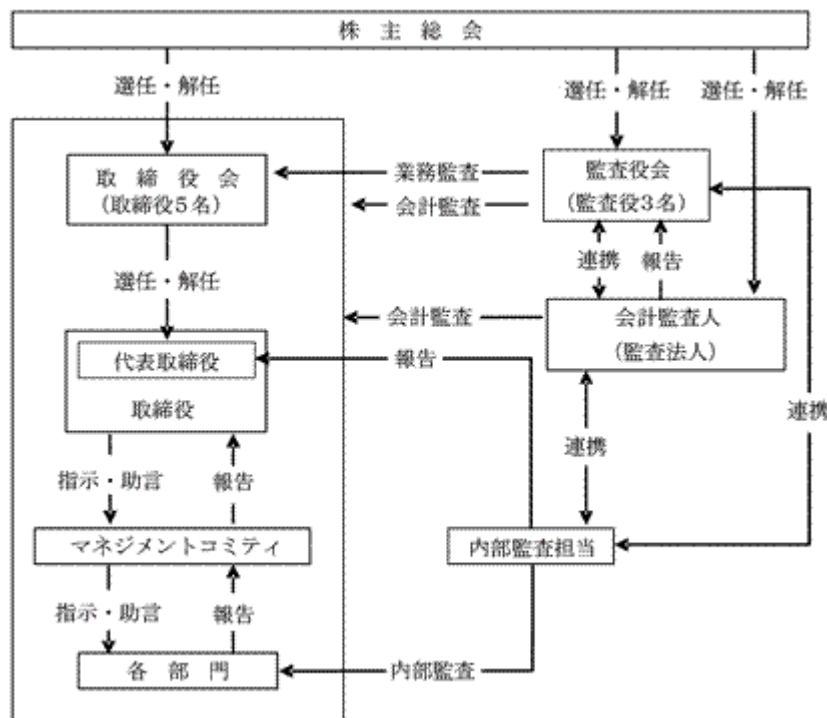 株主総会
選任・解任
選任・解任
選任・解任
取締役会
(取締役5名)
業務監査
会計監査
監査役会
(監査役3名)
選任・解任
連携
報告
会計監査
会計監査人
(監査法人)
代表取締役
取締役
報告
連携
連携
指示・助言
報告
マネジメントコミティ
内部監査担当
指示・助言
報告
各部門
内部監査